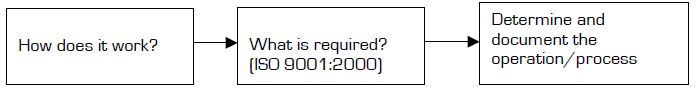 How does it work?
What is required?
(ISO 9001:2000)
Determine and
document the
operation/process